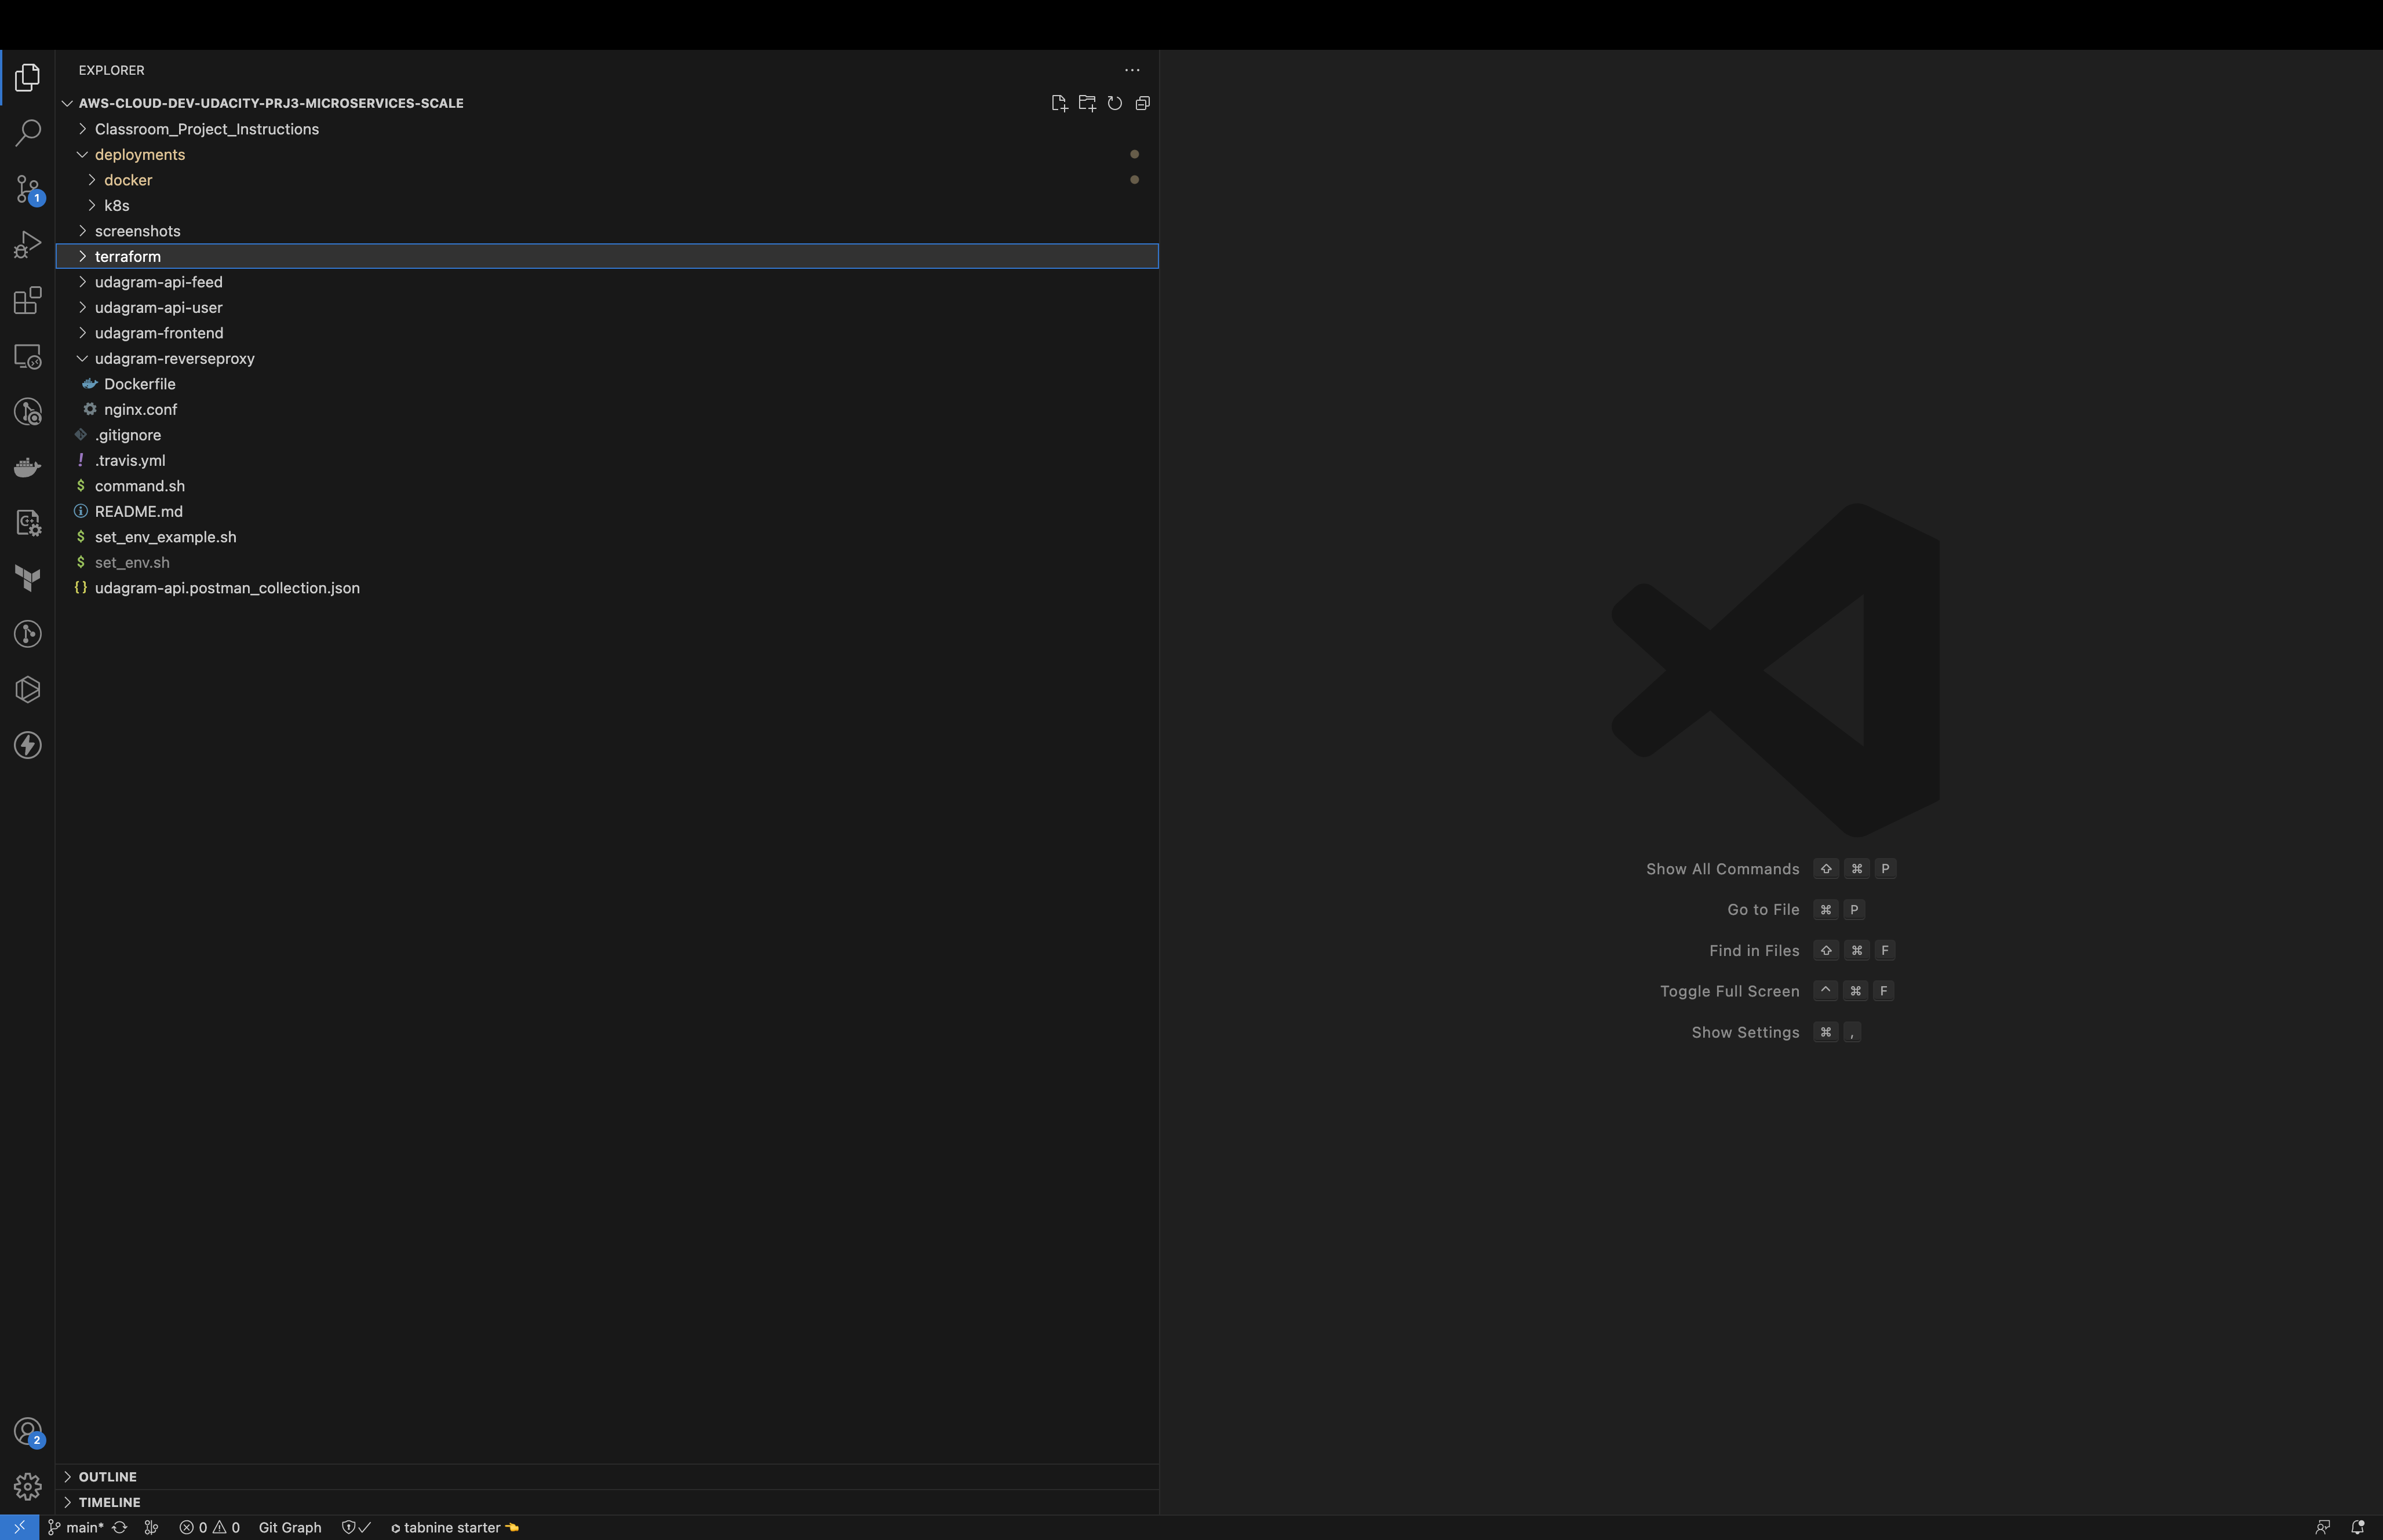 EXPLORER
AWS-CLOUD-DEV-UDACITY-PRJ3-MICROSERVICES-SCALE
Classroom_Project_Instructions
deployments
docker
k8s
screenshots
terraform
udagram-api-feed
udagram-api-user
udagram-frontend
udagram-reverseproxy
Dockerfile
nginx.conf
.gitignore
! .travis.yml
$ command.sh
README.md
$ set_env_example.sh
$ set_env.sh
{} udagram-api.postman_collection.json
1
2
OUTLINE
TIMELINE
Show All Commands ⇧ ⌘ P
Go to File ⌘ P
Find in Files ⇧ ⌘ F
Toggle Full Screen ^ ⌘ F
Show Settings ⌘ ,
main* 0 0 Git Graph tabnine starter